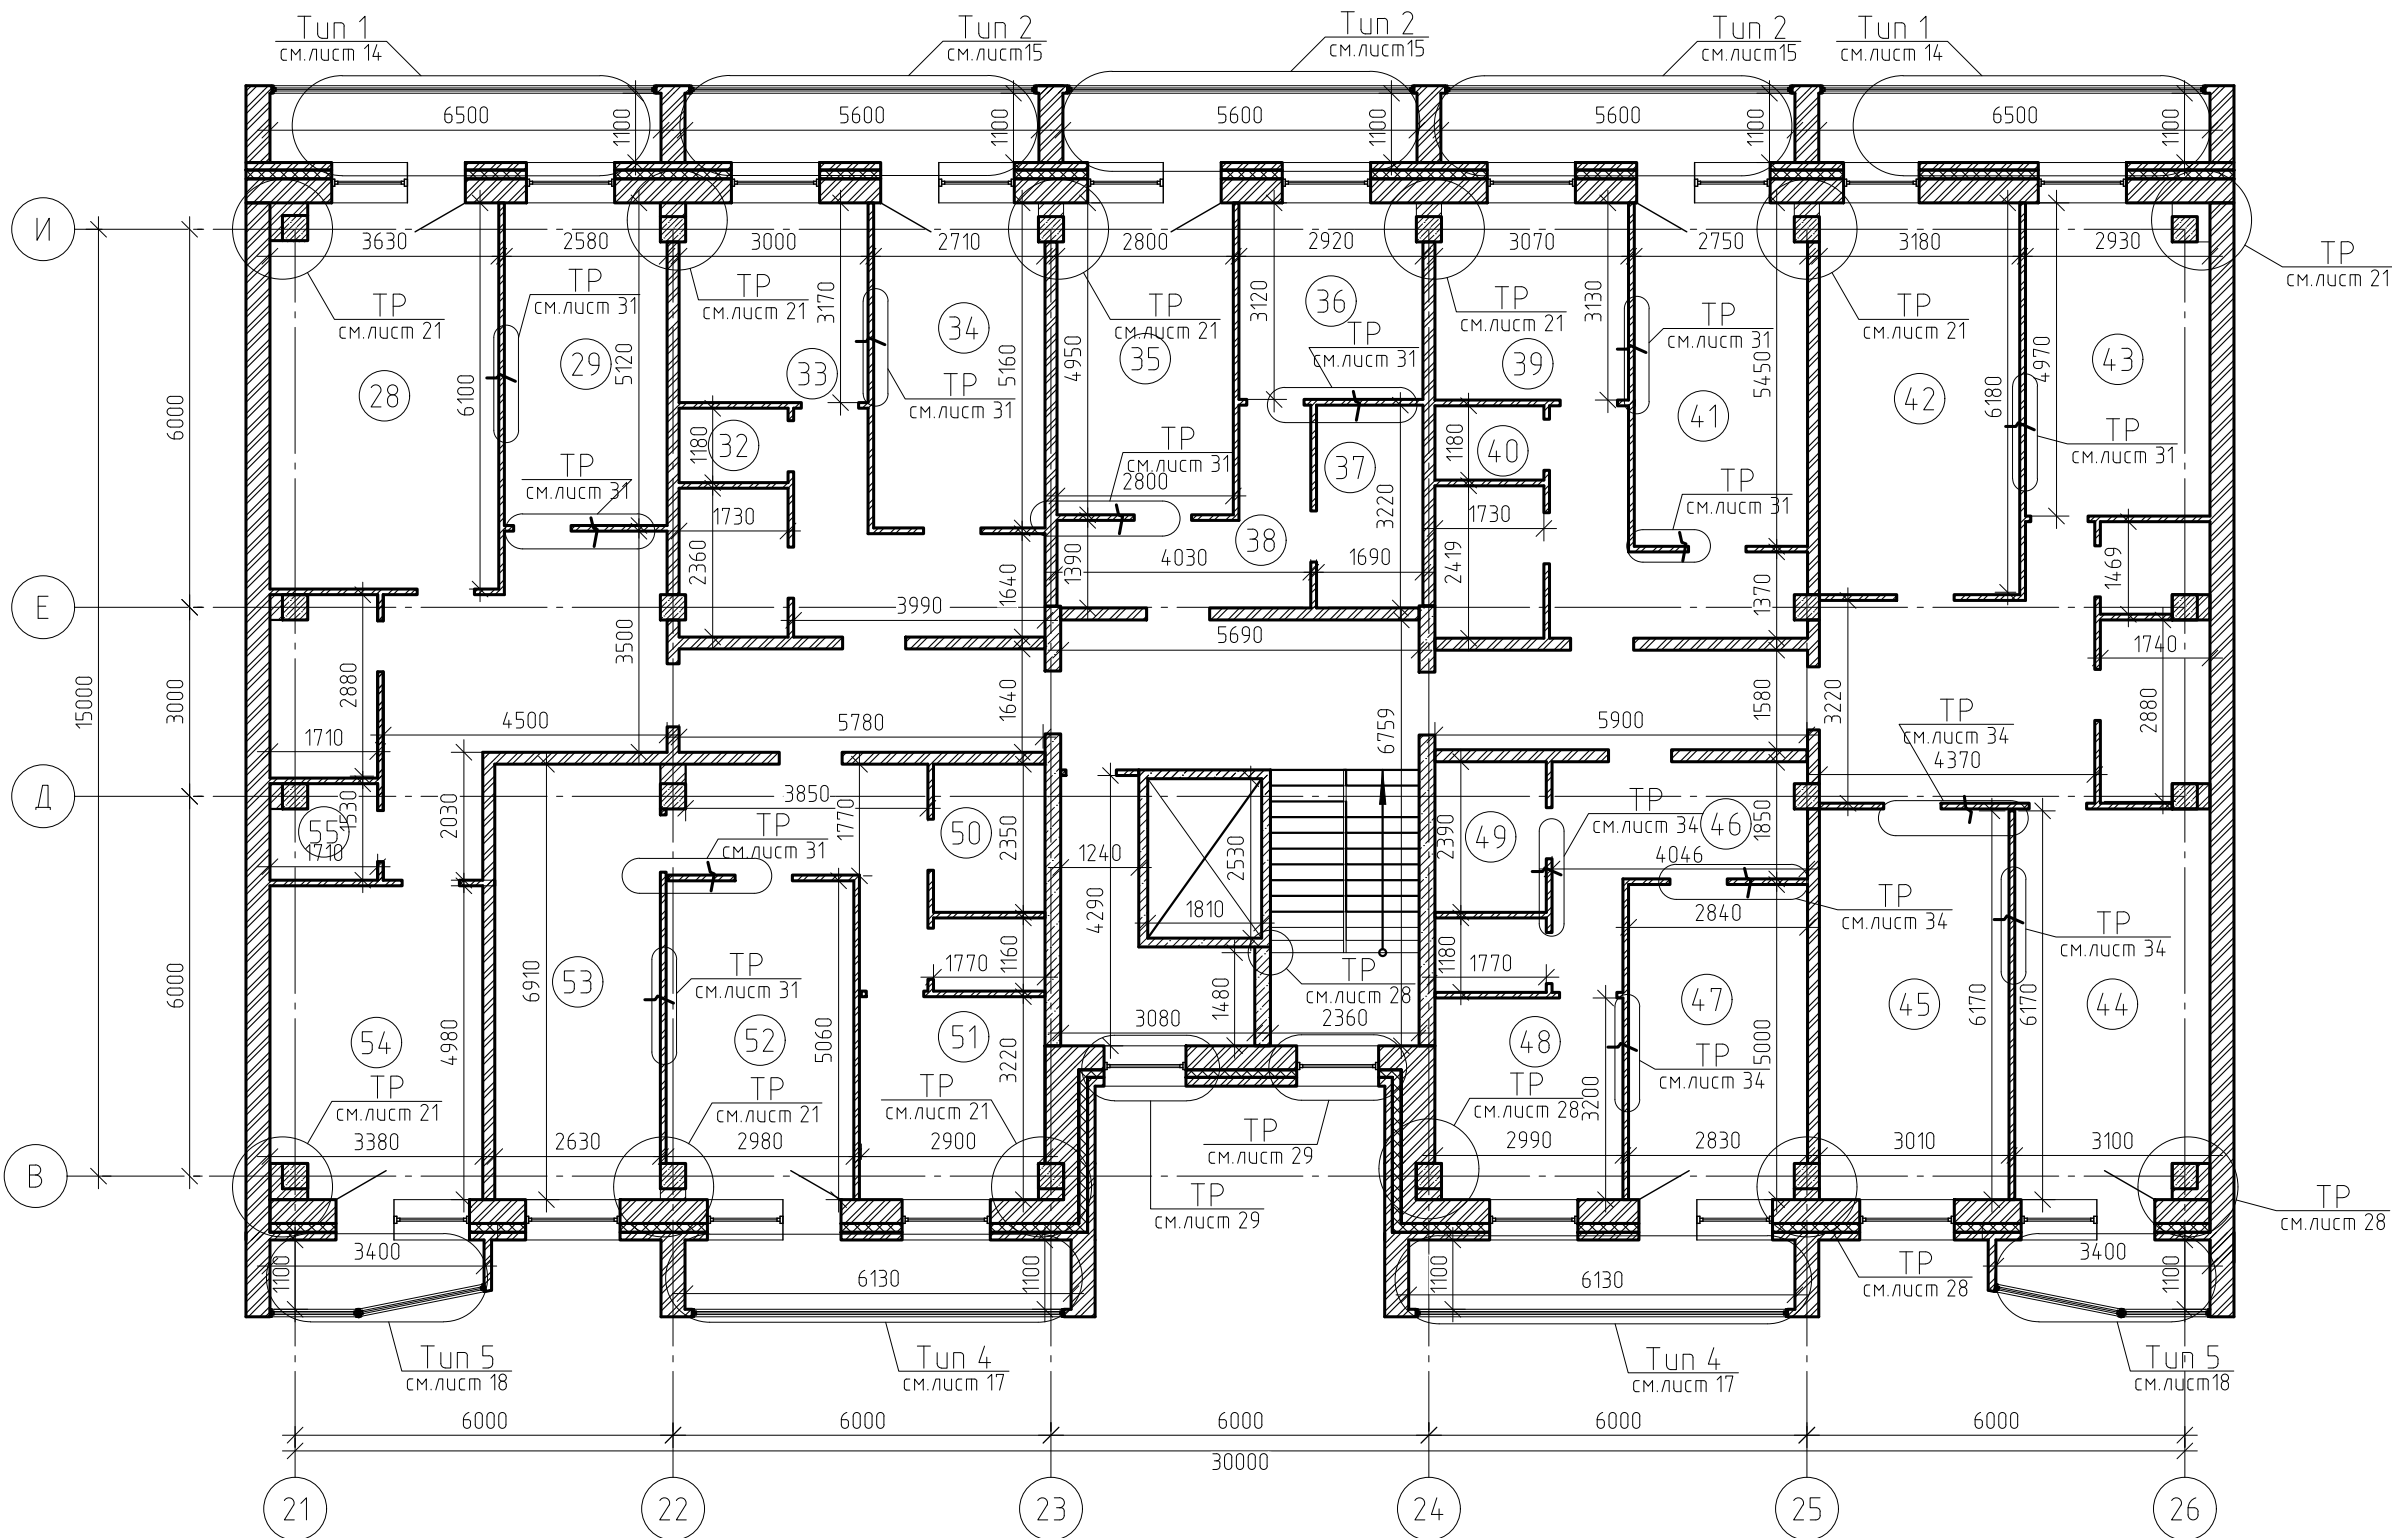 Тип 1
см.лист 14
Тип 2
см.лист15
Тип 2
см.лист15
Тип 2
см.лист15
Тип 1
см.лист 14
6500
1100
5600
1100
5600
1100
5600
1100
6500
1100
И
3630
2580
3000
2710
2800
2920
3070
2750
3180
2930
ТР
см.лист 21
ТР
см.лист 21
ТР
см.лист 31
ТР
см.лист 21
ТР
см.лист 21
ТР
см.лист 21
ТР
см.лист 31
ТР
см.лист 21
3170
3120
3130
36
34
ТР
см.лист 31
28
29
33
35
39
41
42
43
6100
5120
5160
4950
5450
6180
4970
ТР
см.лист 31
6000
32
1180
37
40
1180
ТР
см.лист 31
ТР
см.лист 31
2800
ТР
см.лист 31
ТР
см.лист 31
1730
2360
3220
38
1730
2419
1469
4030
1690
1390
1640
1370
Е
3990
5690
3500
1740
15000
3000
2880
1710
4500
5780
1640
6759
5900
1580
3220
2880
ТР
см.лист 34
4370
Д
1530
55
1710
2030
3850
1770
ТР
см.лист 31
50
2350
1240
2530
1810
4290
49
2390
ТР
см.лист 34
46
1850
4046
2840
ТР
см.лист 34
6000
6910
53
ТР
см.лист 31
1770
1160
1480
ТР
см.лист 28
1770
1180
47
ТР
см.лист 34
45
44
6170
6170
54
4980
52
5060
51
3220
3080
2360
48
5000
3200
ТР
см.лист 34
ТР
см.лист 21
ТР
см.лист 21
ТР
см.лист 21
ТР
см.лист 28
3380
2630
2980
2900
ТР
см.лист 29
2990
2830
3010
3100
В
ТР
см.лист 29
ТР
см.лист 28
3400
1100
6130
1100
6130
1100
ТР
см.лист 28
3400
1100
Тип 5
см.лист 18
Тип 4
см.лист 17
Тип 4
см.лист 17
Тип 5
см.лист18
6000
6000
6000
6000
6000
30000
21
22
23
24
25
26